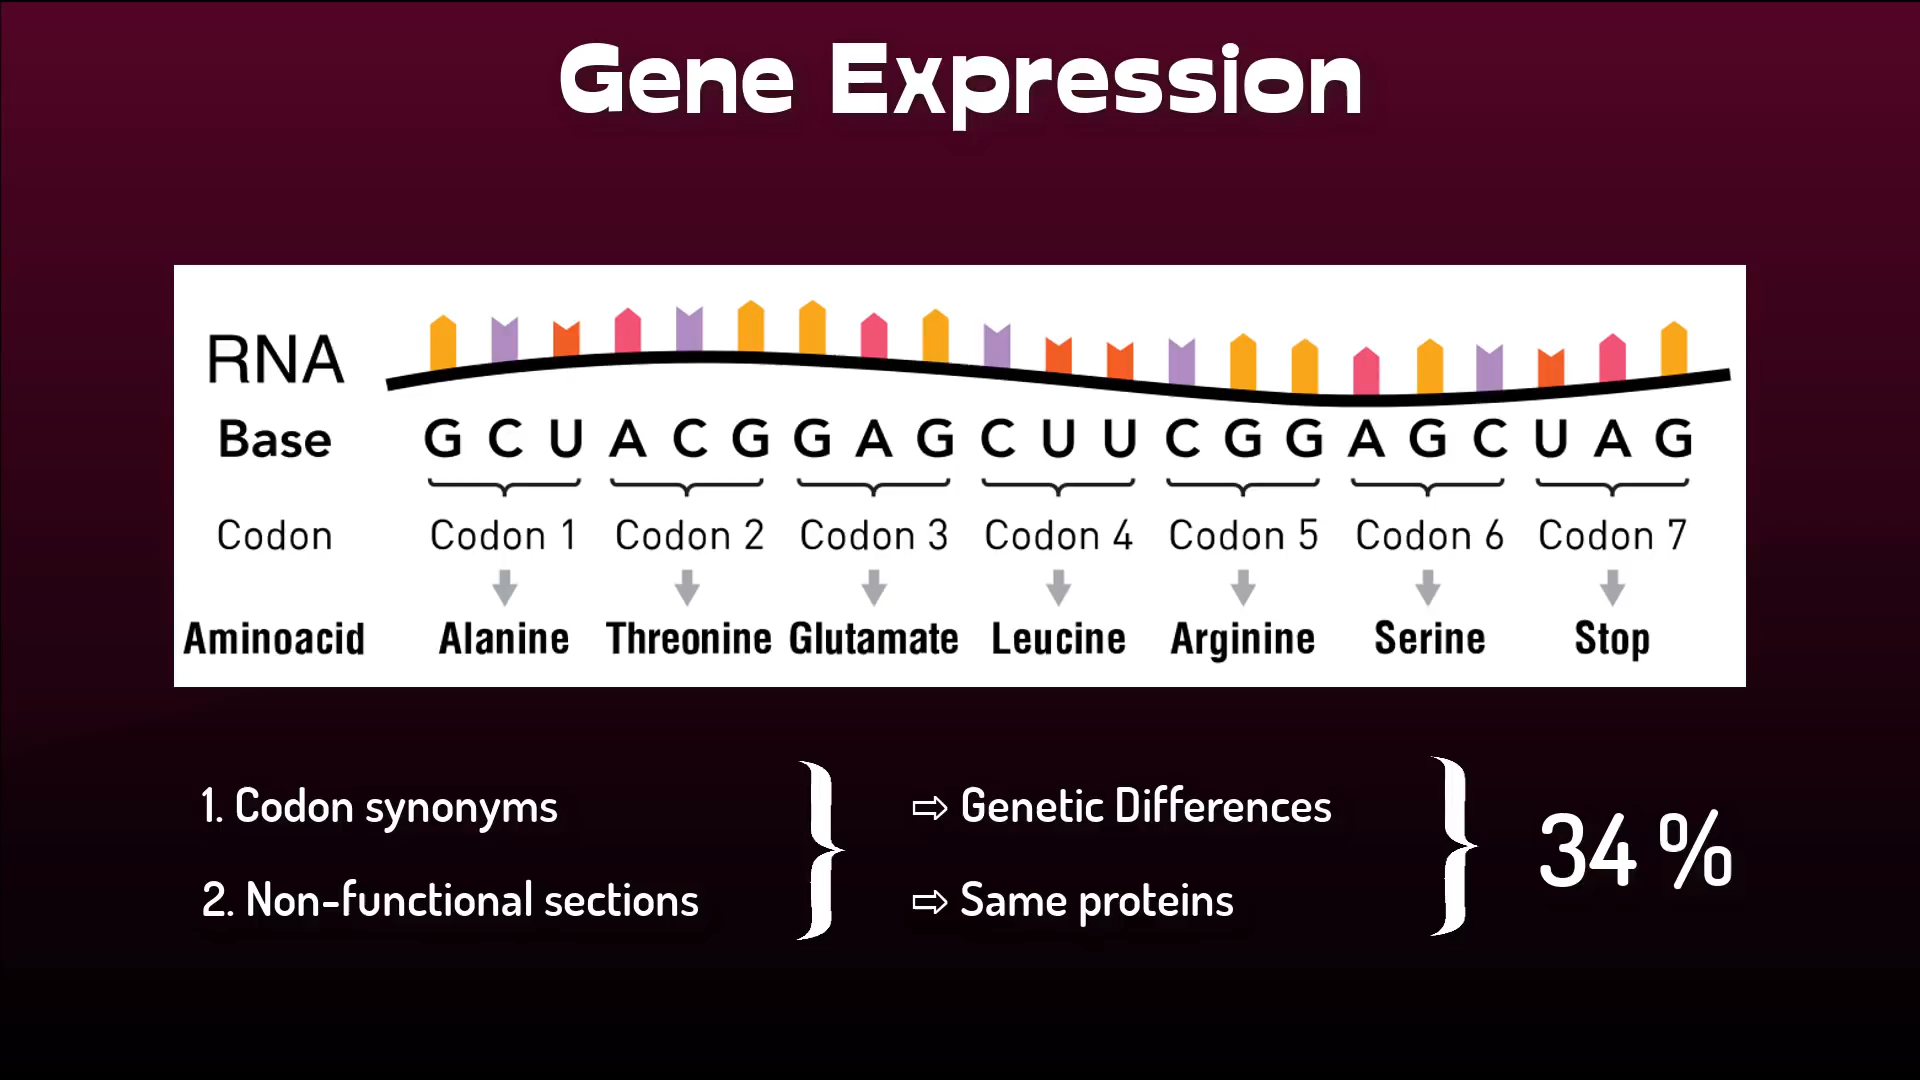 Gene Expression
RNA
Base G C U A C G G A G C U U C G G A G C U A G
Codon Codon 1 Codon 2 Codon 3 Codon 4 Codon 5 Codon 6 Codon 7
Aminoacid Alanine Threonine Glutamate Leucine Arginine Serine Stop
1. Codon synonyms ⇨ Genetic Differences
34 %
2. Non-functional sections ⇨ Same proteins